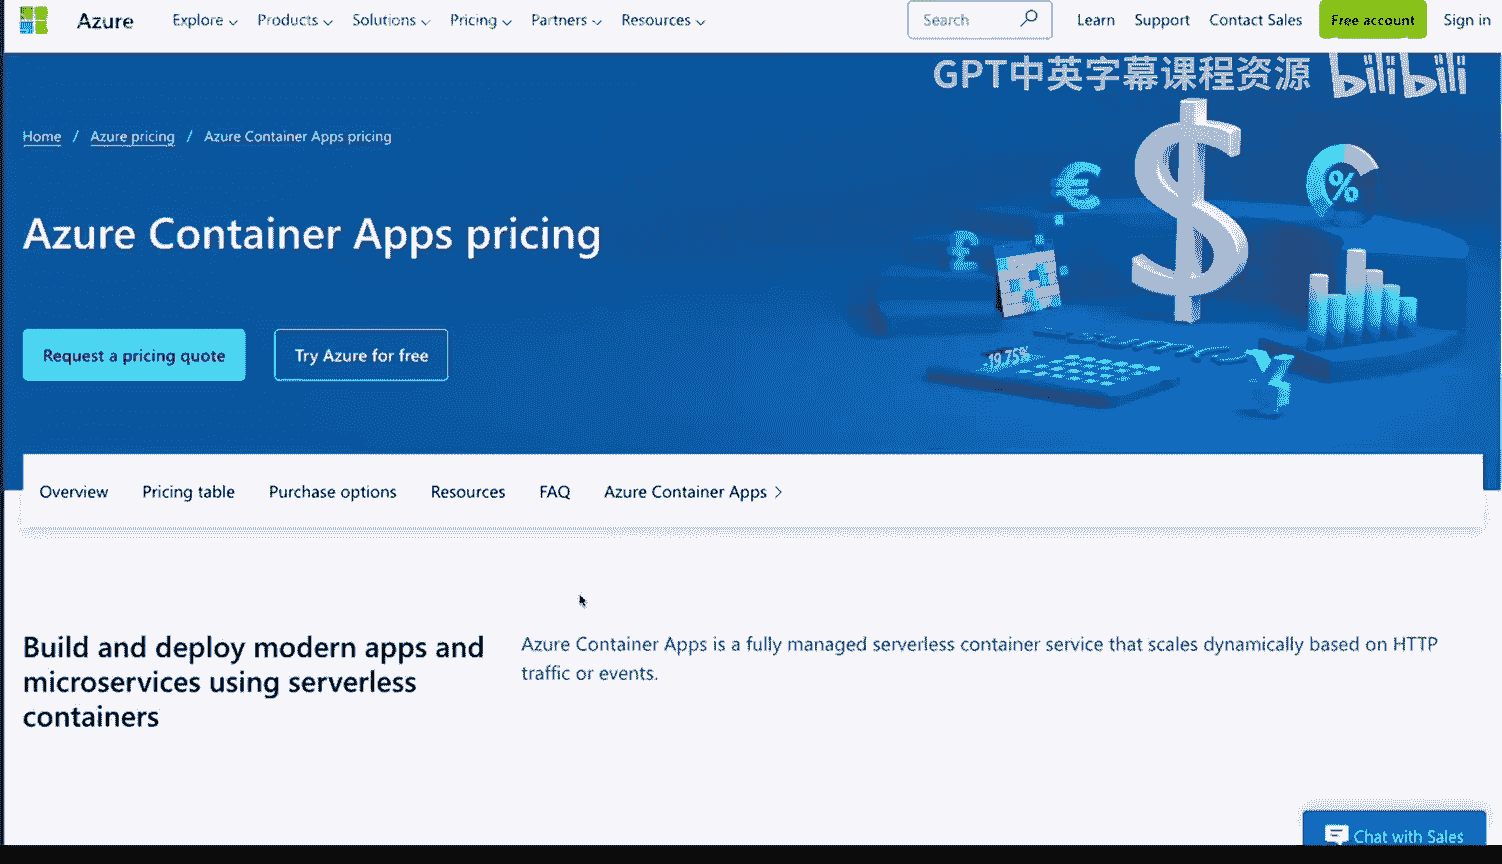 Azure Explore Products Solutions Pricing Partners Resources Search Learn Support Contact Sales Free account Sign in
GPT中英字幕课程资源 bilibili
Home / Azure pricing / Azure Container Apps pricing
Azure Container Apps pricing
Request a pricing quote Try Azure for free
€
$
%
£
19.75%
Overview Pricing table Purchase options Resources FAQ Azure Container Apps >
Build and deploy modern apps and
microservices using serverless
containers
Azure Container Apps is a fully managed serverless container service that scales dynamically based on HTTP
traffic or events.
Chat with Sales